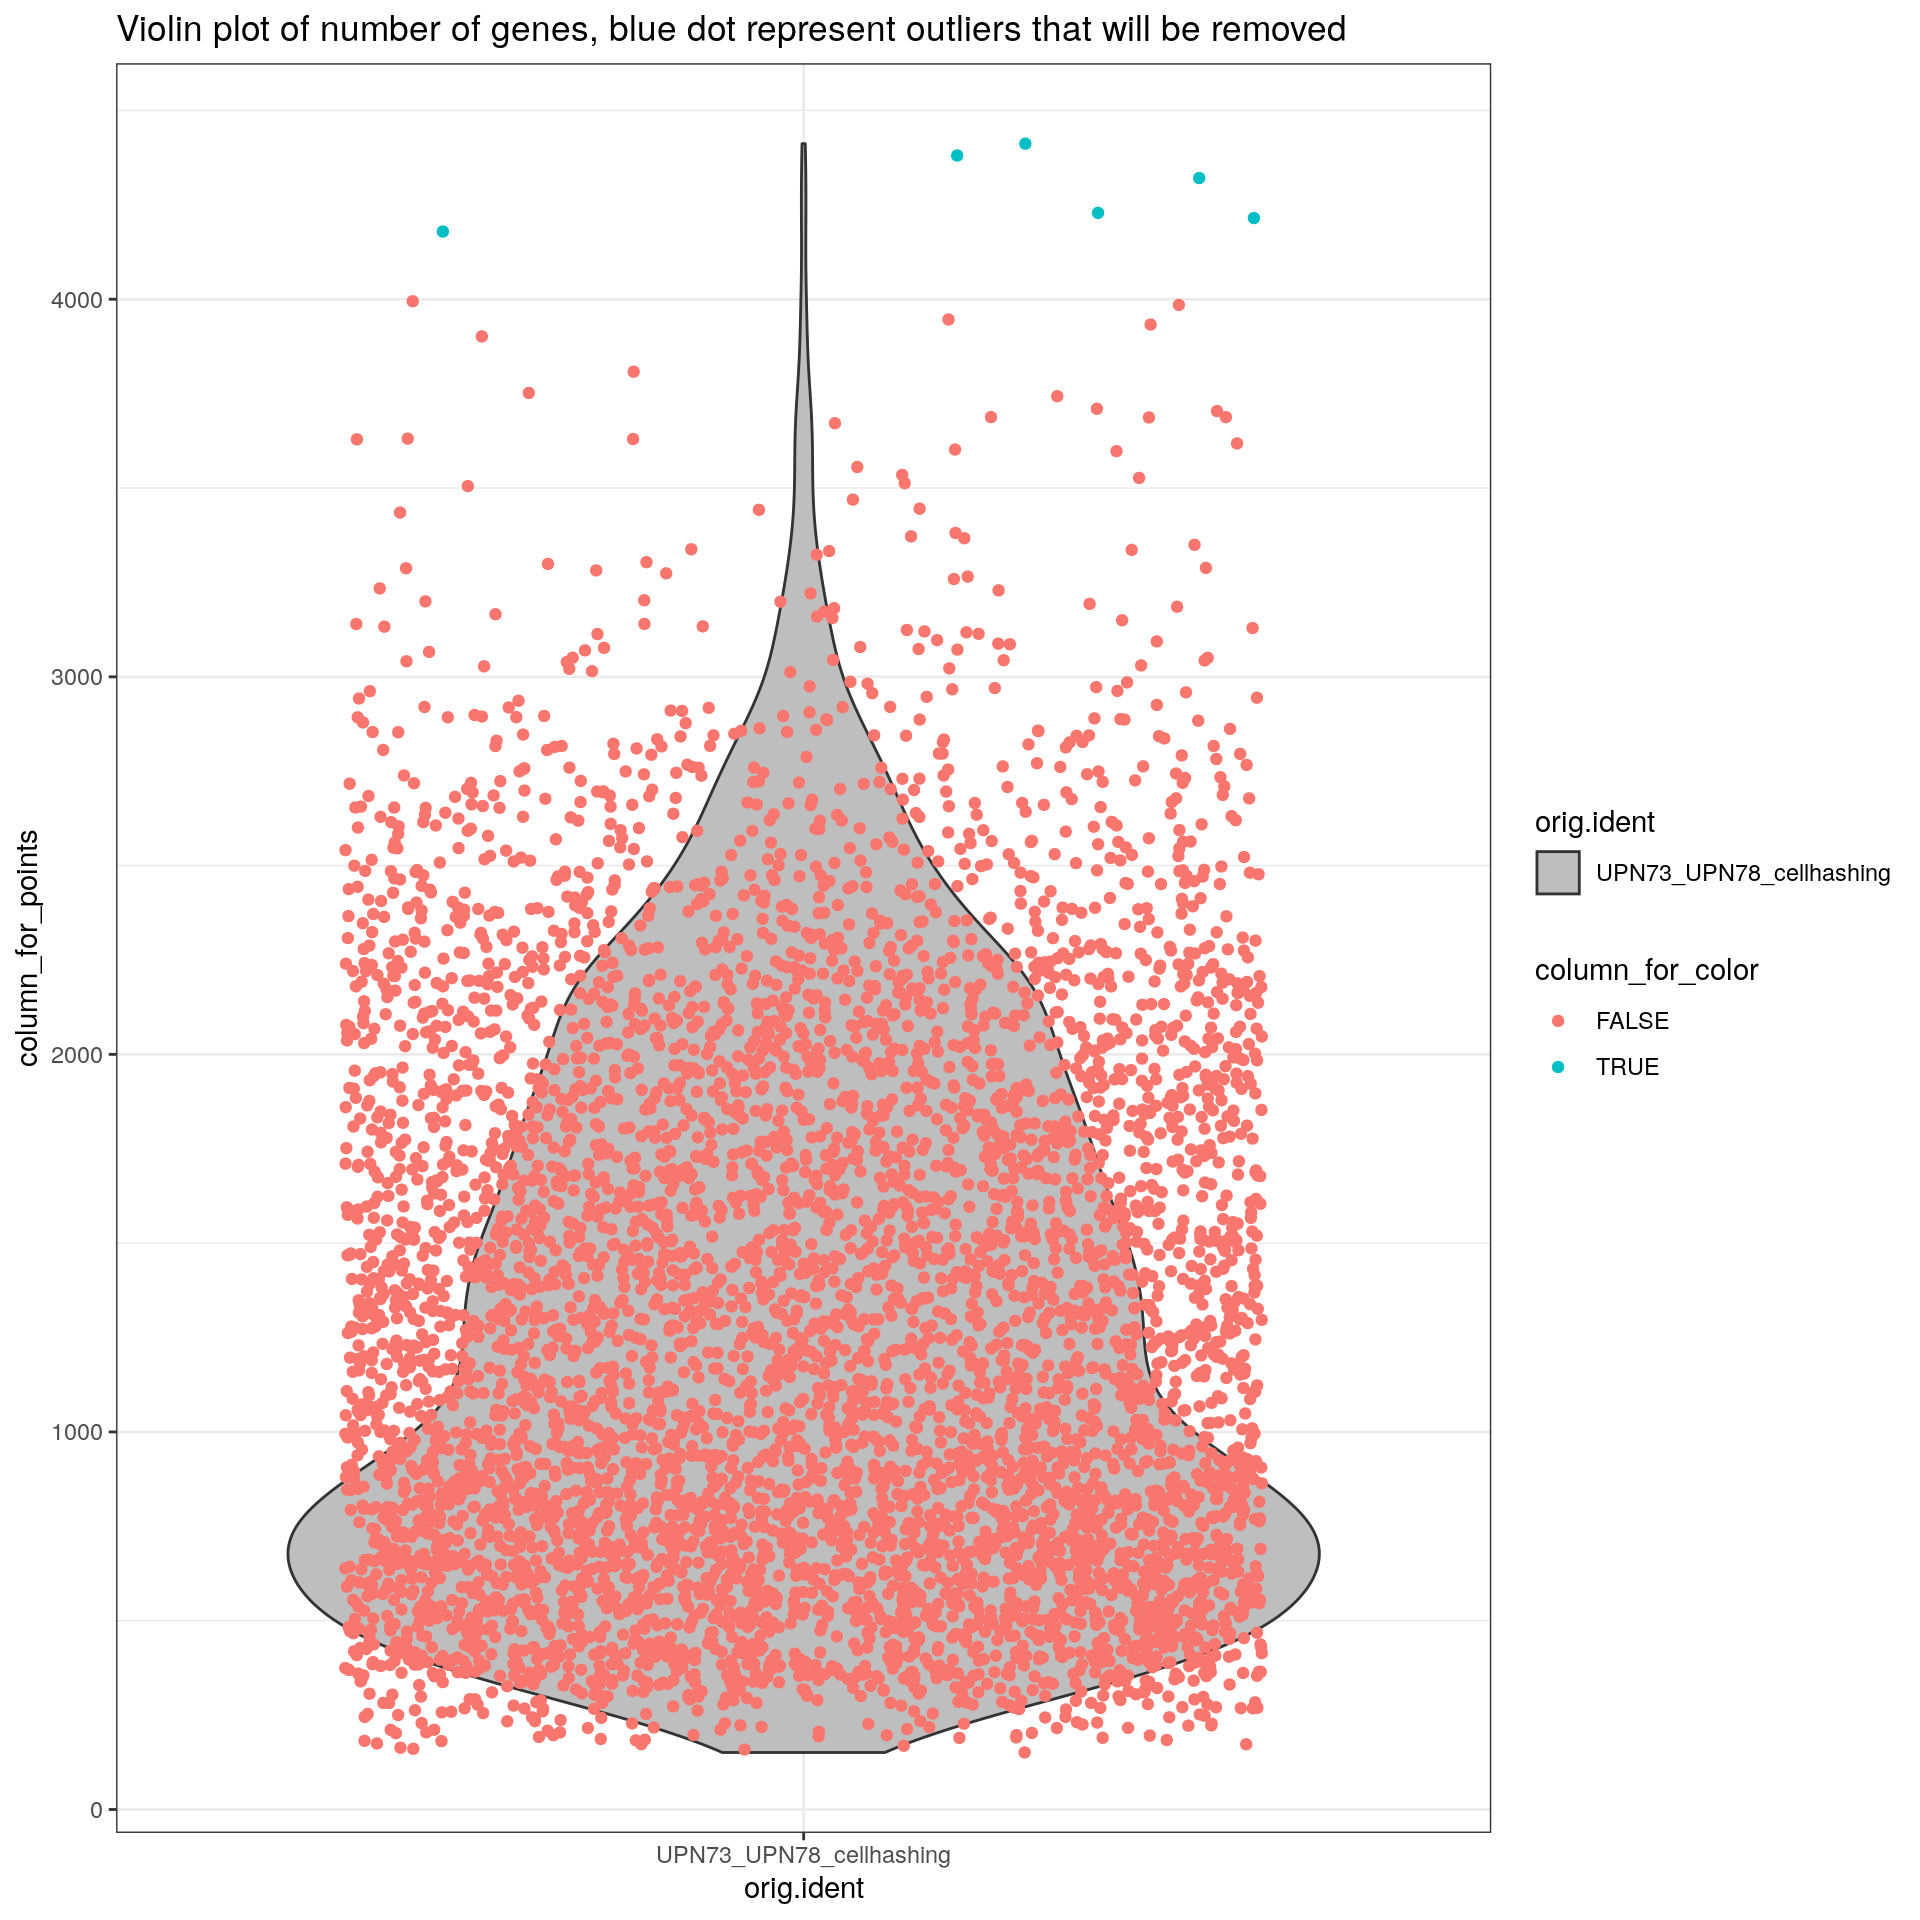 Violin plot of number of genes, blue dot represent outliers that will be removed
column_for_points
4000
3000
2000
1000
0
UPN73_UPN78_cellhashing
orig.ident
orig.ident
UPN73_UPN78_cellhashing
column_for_color
FALSE
TRUE